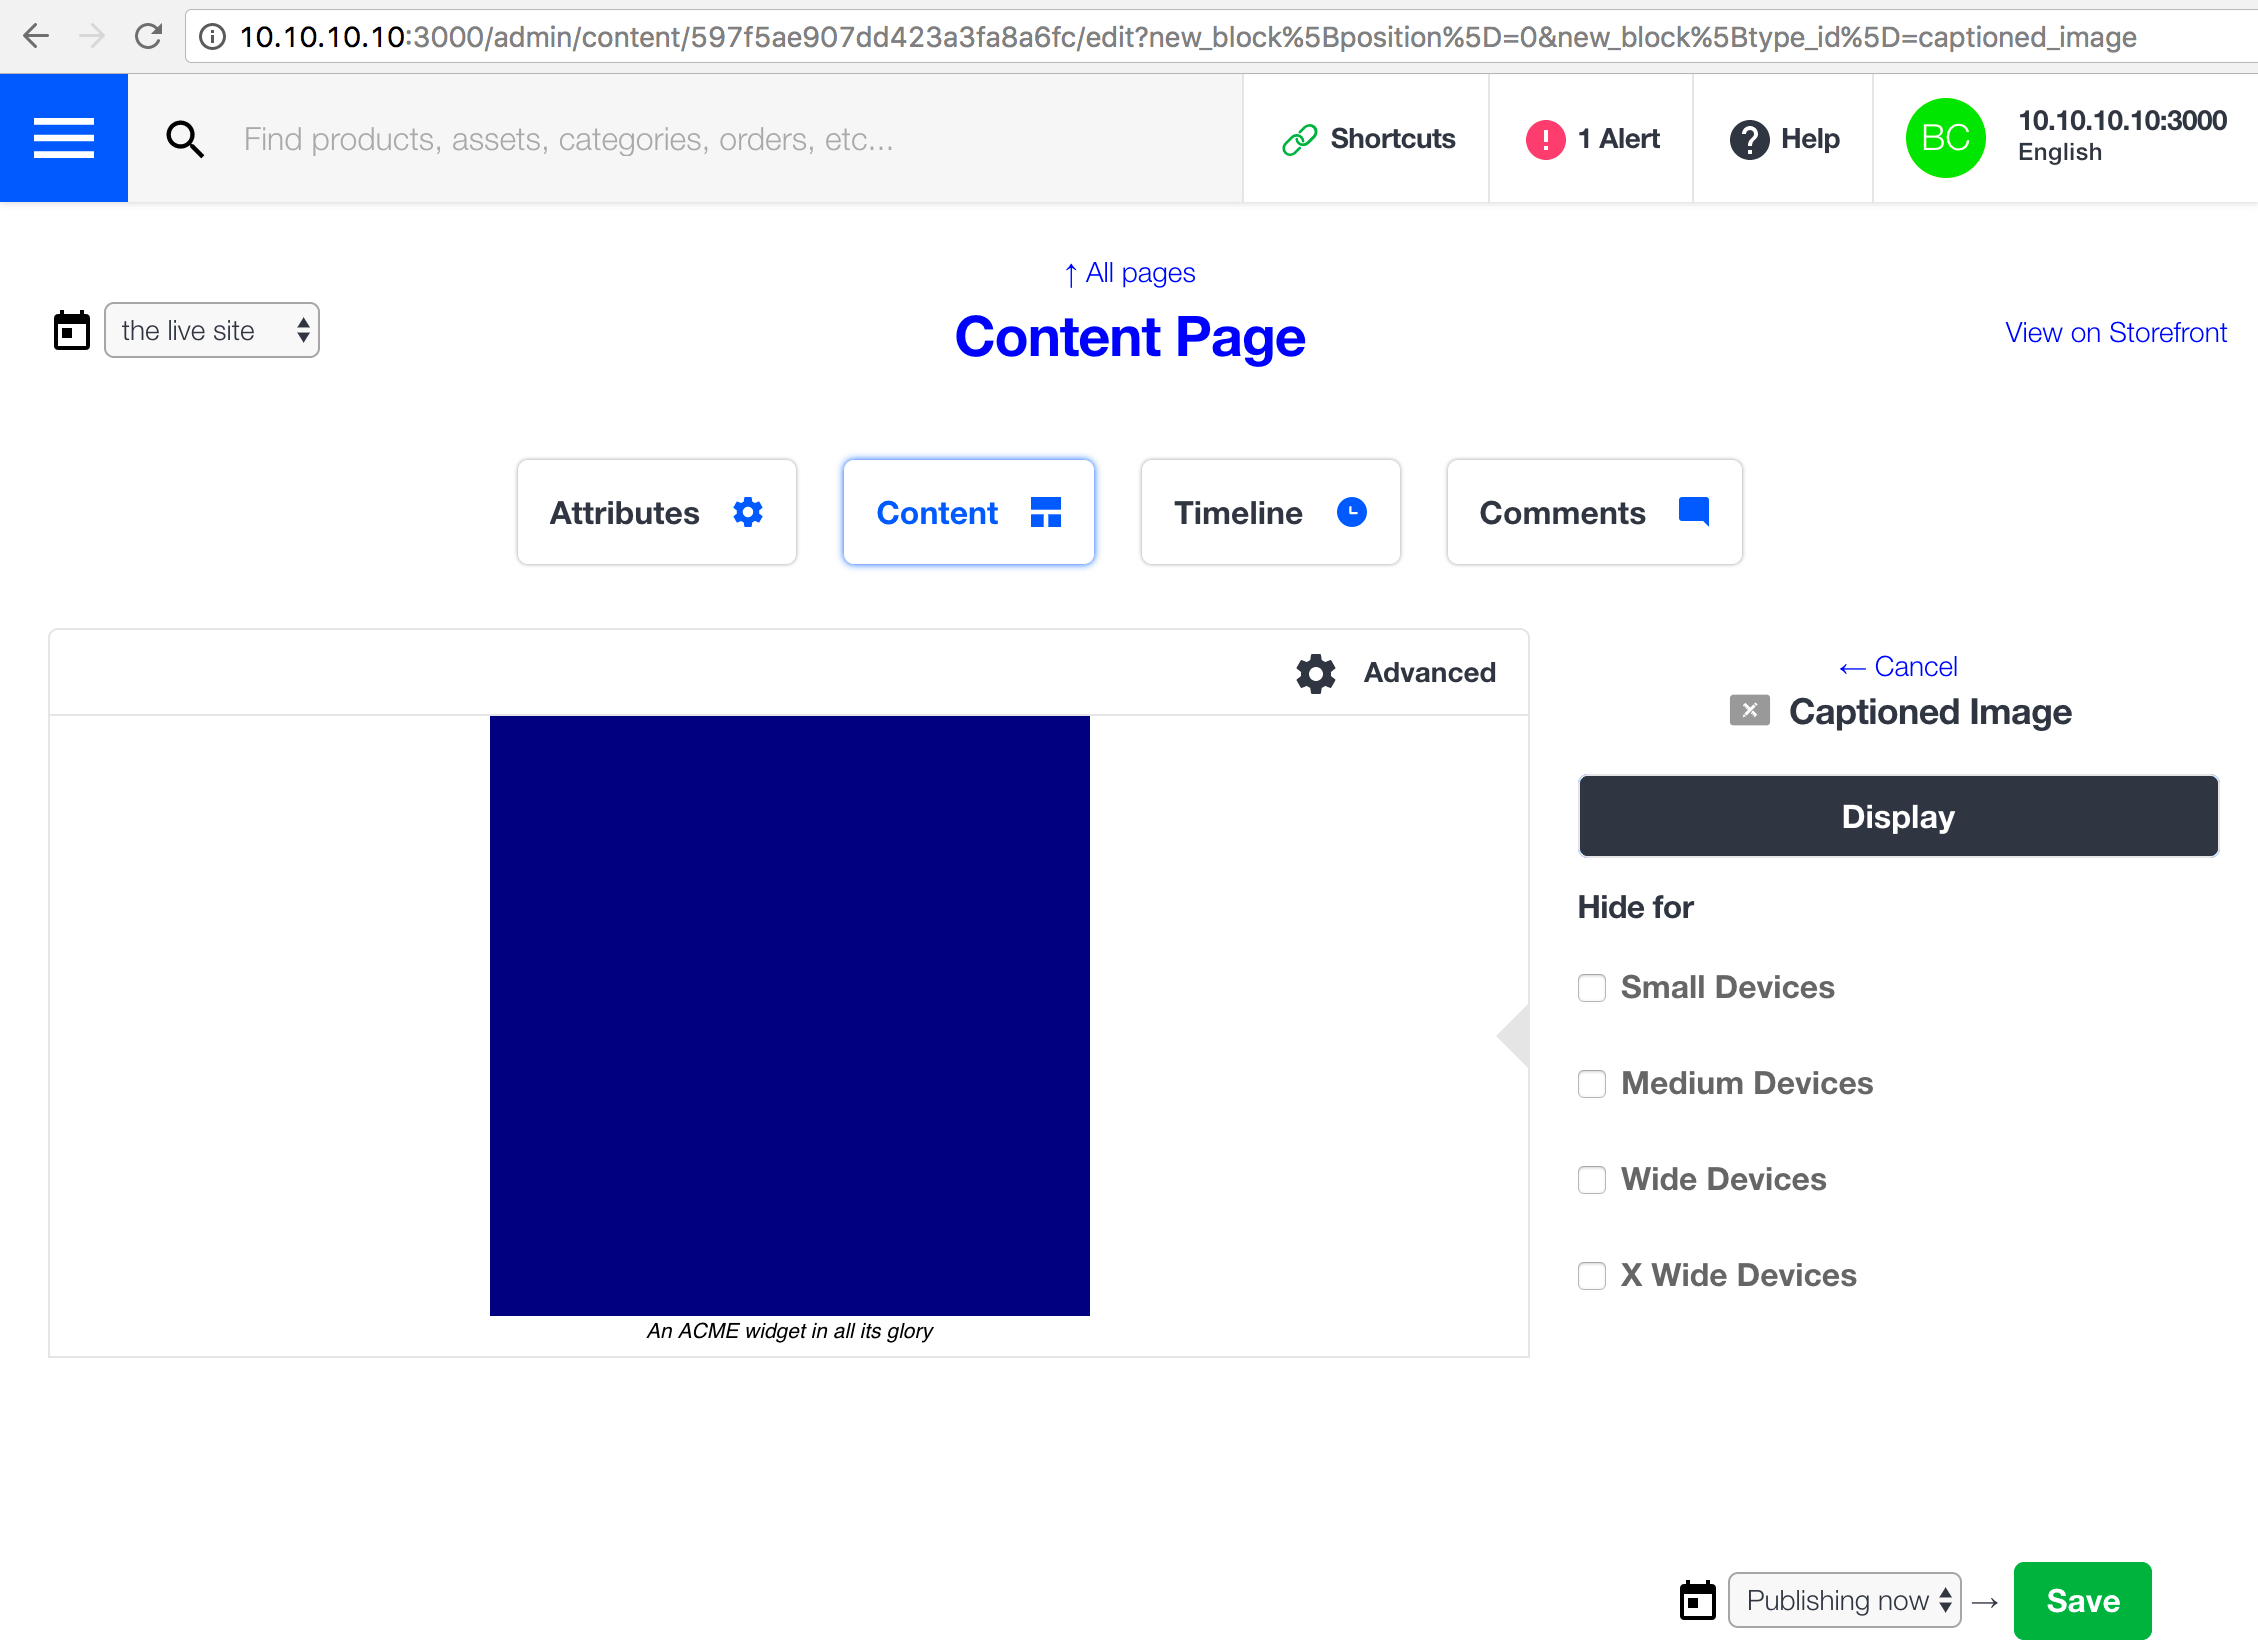 10.10.10.10:3000/admin/content/597f5ae907dd423a3fa8a6fc/edit?new_block%5Bposition%5D=0&new_block%5Btype_id%5D=captioned_image
Find products, assets, categories, orders, etc...
Shortcuts
! 1 Alert
? Help
BC
10.10.10.10:3000
English
↑ All pages
the live site
Content Page
View on Storefront
Attributes
Content
Timeline
Comments
Advanced
← Cancel
Captioned Image
Display
Hide for
Small Devices
Medium Devices
Wide Devices
X Wide Devices
An ACME widget in all its glory
Publishing now → Save